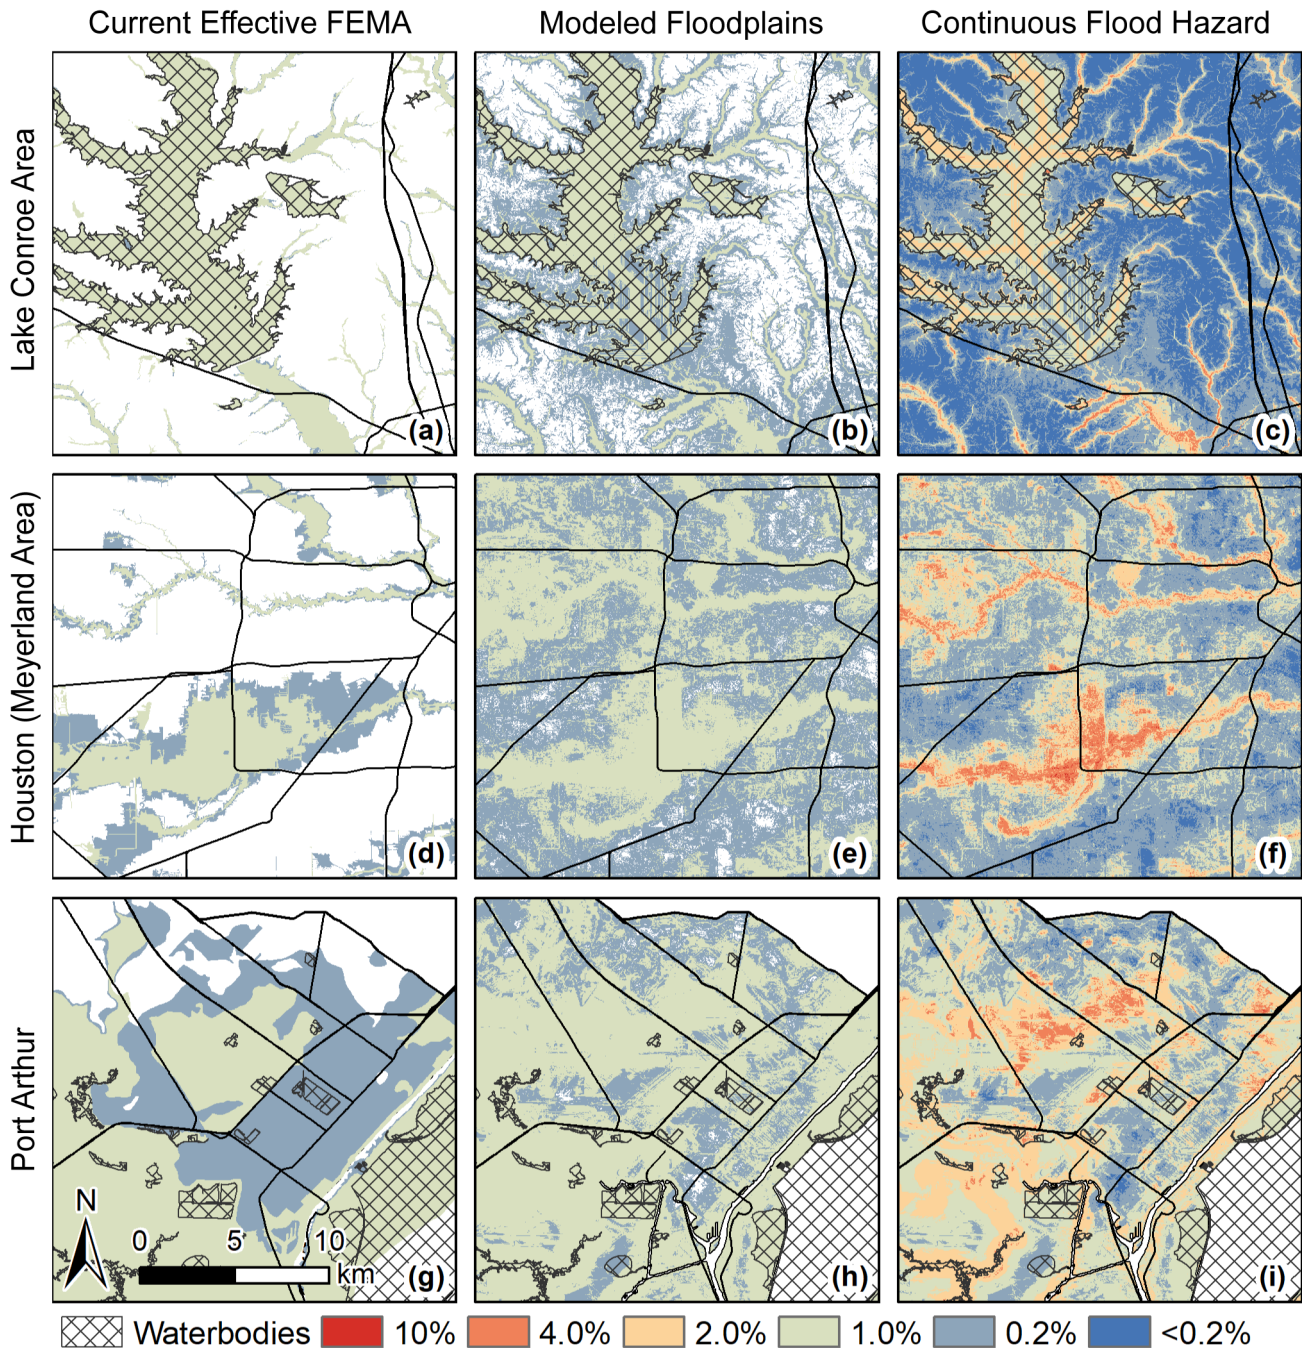 Current Effective FEMA
Modeled Floodplains
Continuous Flood Hazard
Lake Conroe Area
(a)
(b)
(c)
Houston (Meyerland Area)
(d)
(e)
(f)
Port Arthur
N
0 5 10
km
(g)
(h)
(i)
Waterbodies 10% 4.0% 2.0% 1.0% 0.2% <0.2%